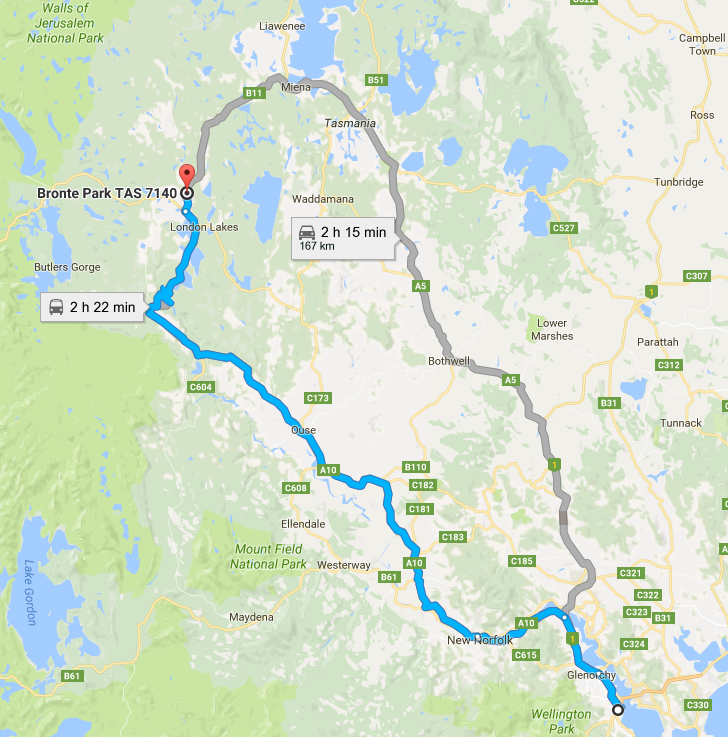 C522
Walls of
Jerusalem
National Park
Liawenee
Campbell
Town
B51
B11
Miena
Tasmania
Ross
Bronte Park TAS 7140
Tunbridge
Waddamana
London Lakes
2 h 15 min
167 km
C527
Butlers Gorge
C307
A5
1
2 h 22 min
Lower
Marshes
Parattah
Bothwell
C312
A5
C604
C173
B31
Tunnack
Ouse
A10
B110
1
C608
C182
C181
Ellendale
C183
Mount Field
National Park
Westerway
A10
C185
B61
C321
Lake Gordon
C322
C323
B31
Maydena
A10
New Norfolk
1
C324
C615
B61
Glenorchy
C330
Wellington
Park